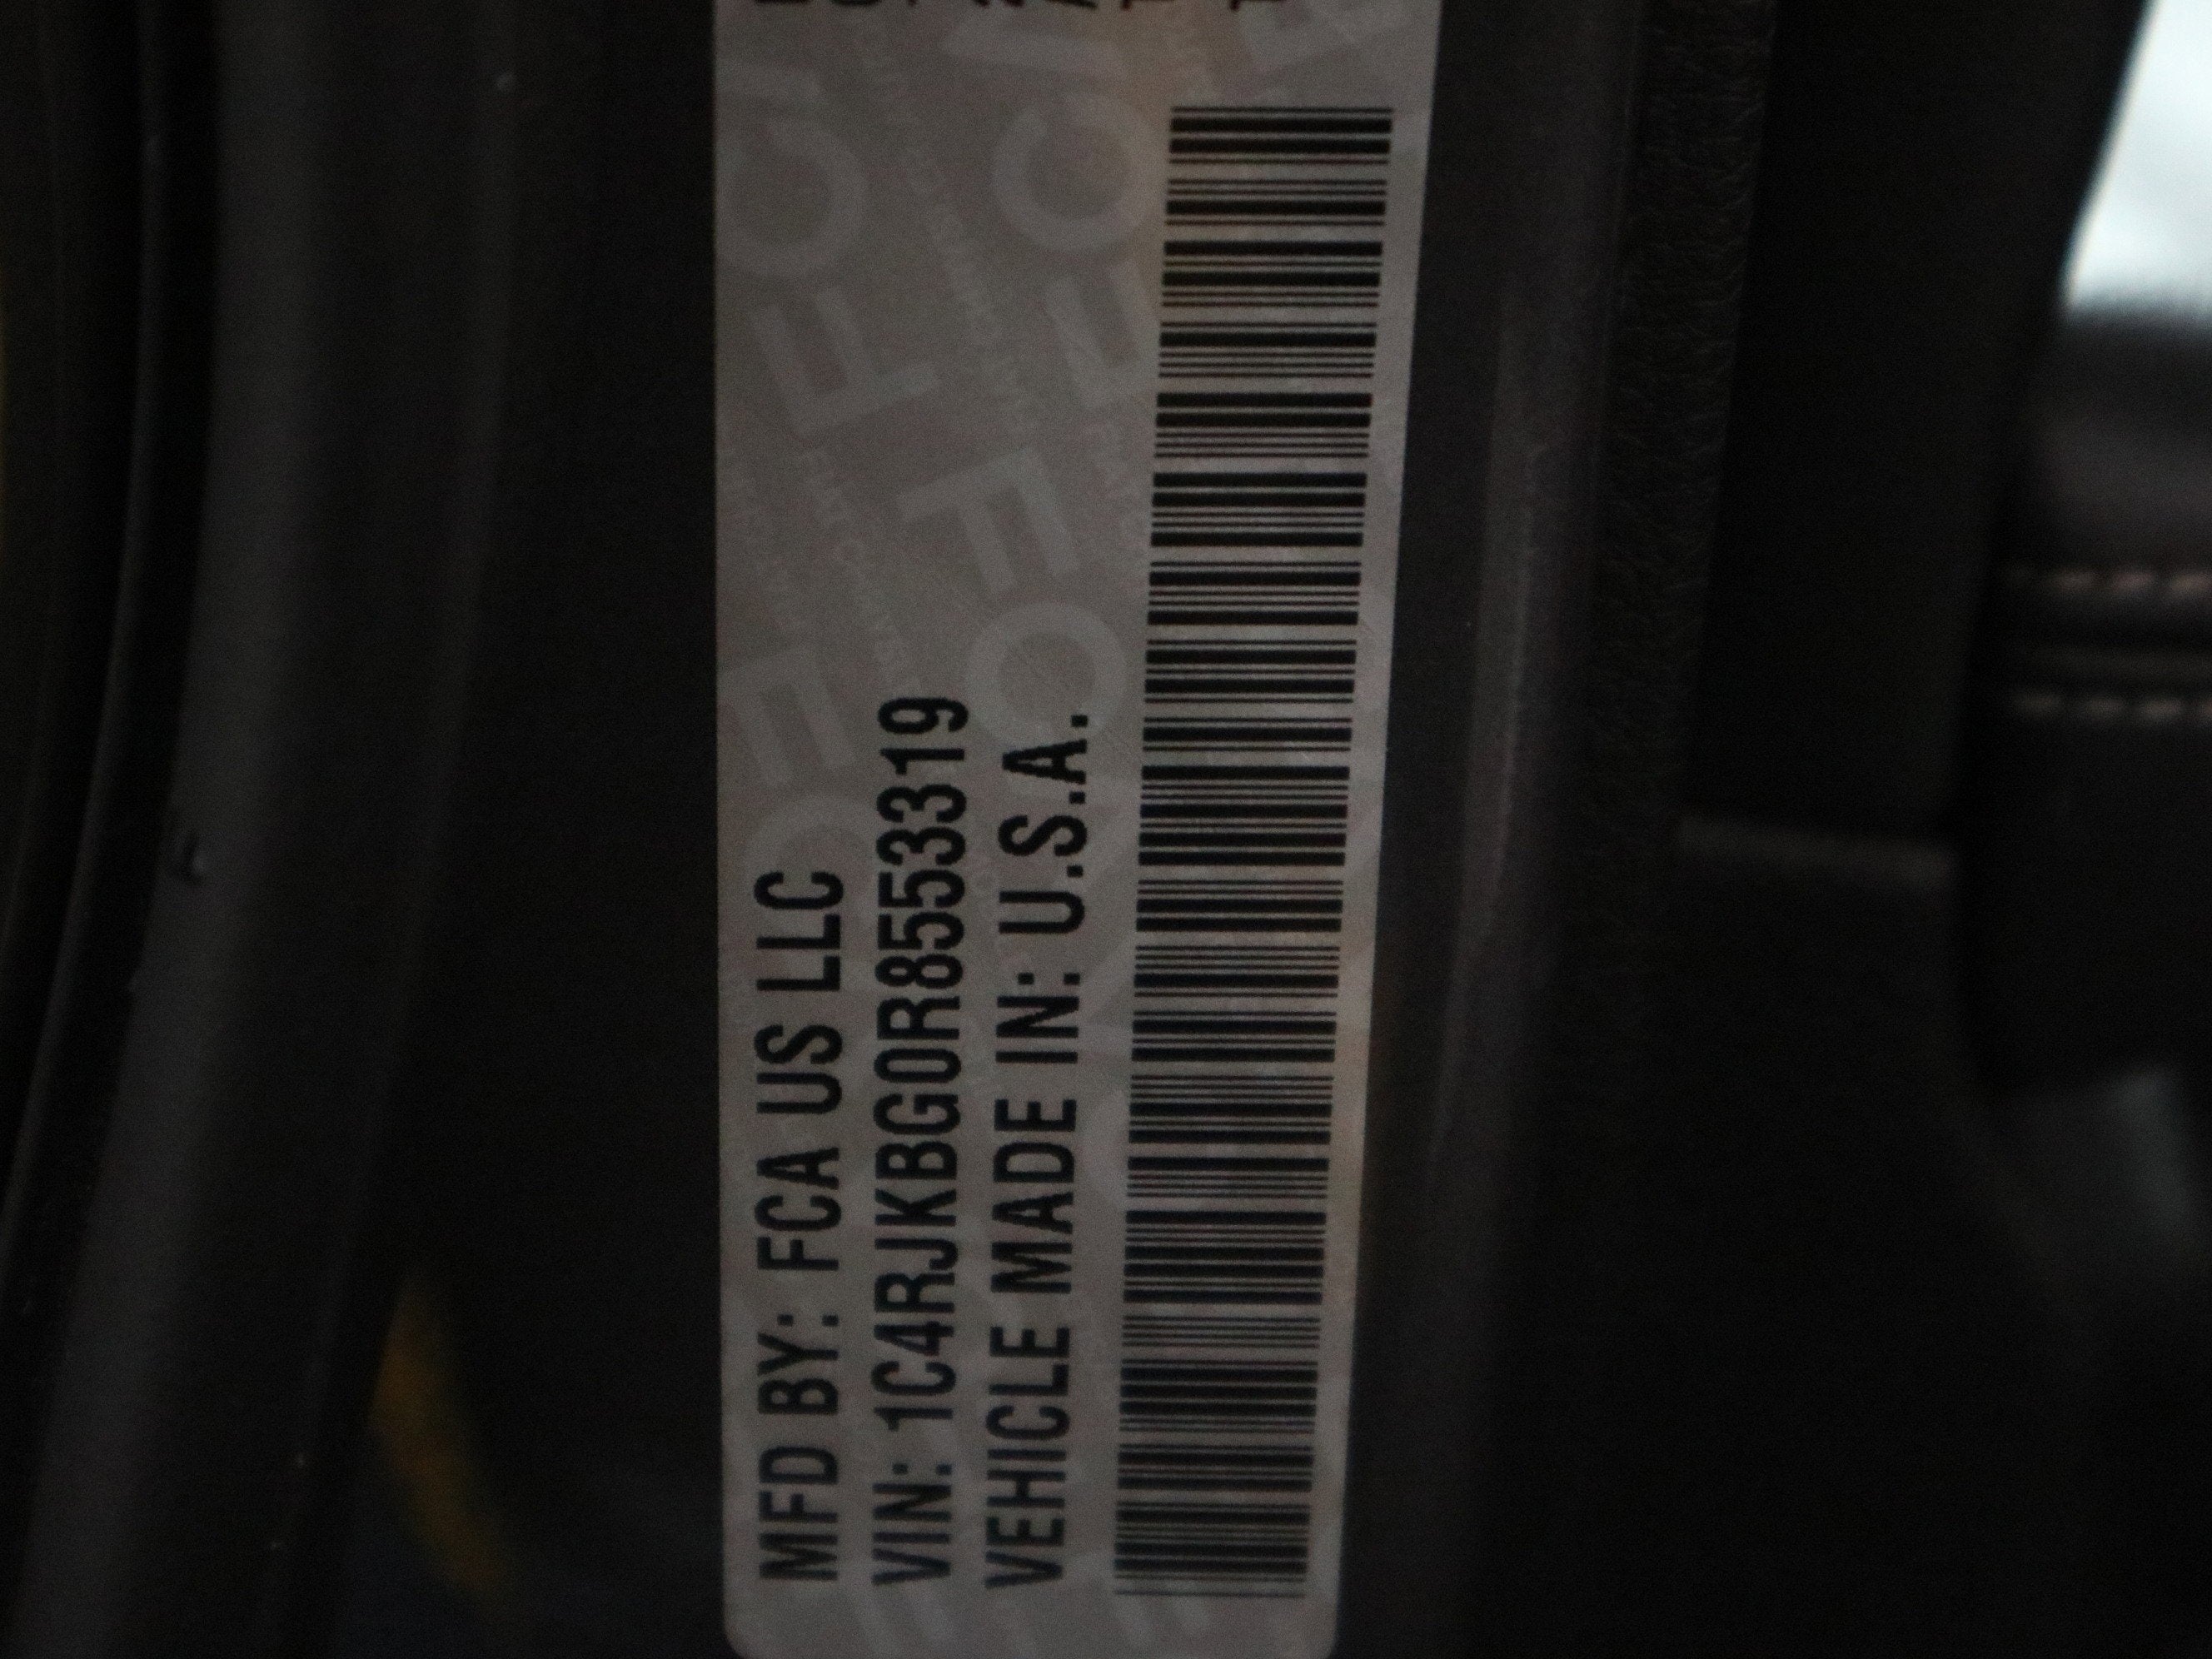 MFD BY: FCA US LLC
VIN: 1C4RJKBG0R8553319
VEHICLE MADE IN: U.S.A.